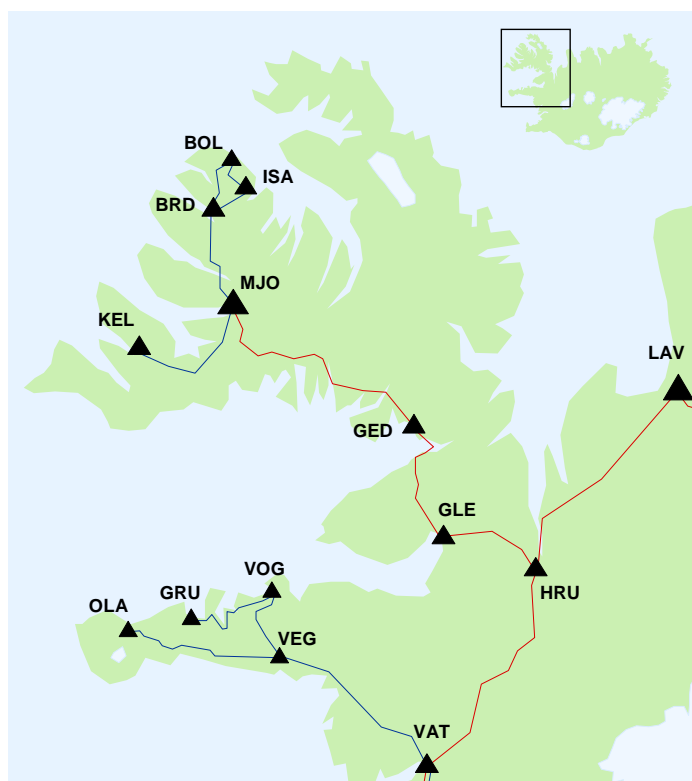 BOL
ISA
BRD
MJO
KEL
LAV
GED
GLE
VOG
HRU
GRU
OLA
VEG
VAT